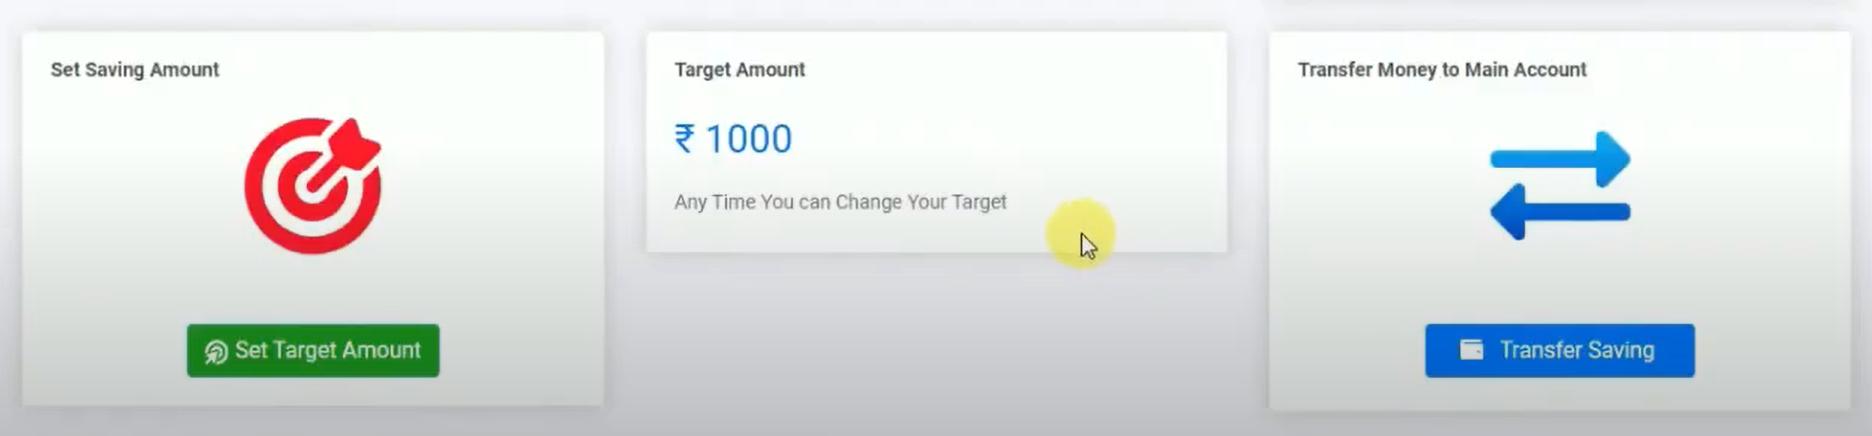 Set Saving Amount
Set Target Amount
Target Amount
₹ 1000
Any Time You can Change Your Target
Transfer Money to Main Account
Transfer Saving